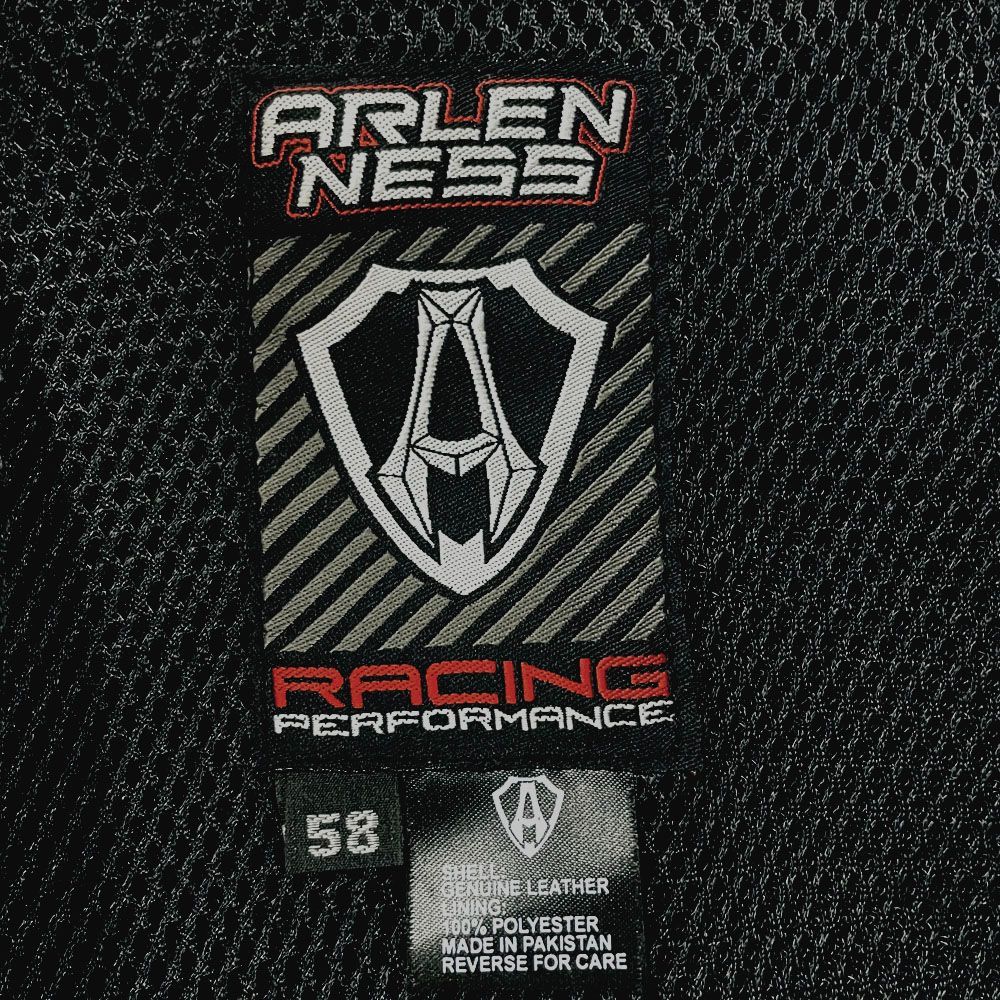 ARLEN
NESS
RACING
PERFORMANCE
58
A
SHELL
GENUINE LEATHER
LINING:
100% POLYESTER
MADE IN PAKISTAN
REVERSE FOR CARE